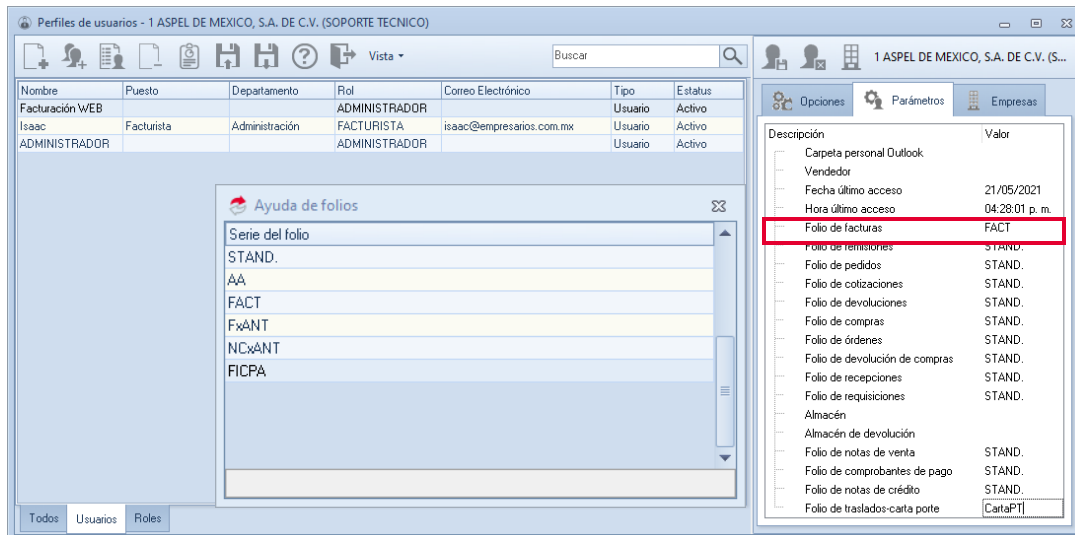 Perfiles de usuarios - 1 ASPEL DE MEXICO, S.A. DE C.V. (SOPORTE TECNICO)
Vista
Buscar
Nombre Puesto Departamento Rol Correo Electrónico Tipo Estatus
Facturación WEB ADMINISTRADOR Usuario Activo
Isaac Facturista Administración FACTURISTA isaac@empresarios.com.mx Usuario Activo
ADMINISTRADOR ADMINISTRADOR Usuario Activo
Ayuda de folios
Serie del folio
STAND.
AA
FACT
FxANT
NCxANT
FICPA
Todos Usuarios Roles
1 ASPEL DE MEXICO, S.A. DE C.V. (S...
Opciones Parámetros Empresas
Descripción Valor
Carpeta personal Outlook
Vendedor
Fecha último acceso 21/05/2021
Hora último acceso 04:28:01 p. m.
Folio de facturas FACT
Folio de remisiones STAND.
Folio de pedidos STAND.
Folio de cotizaciones STAND.
Folio de devoluciones STAND.
Folio de compras STAND.
Folio de órdenes STAND.
Folio de devolución de compras STAND.
Folio de recepciones STAND.
Folio de requisiciones STAND.
Almacén
Almacén de devolución
Folio de notas de venta STAND.
Folio de comprobantes de pago STAND.
Folio de notas de crédito STAND.
Folio de traslados-carta porte CartaPT